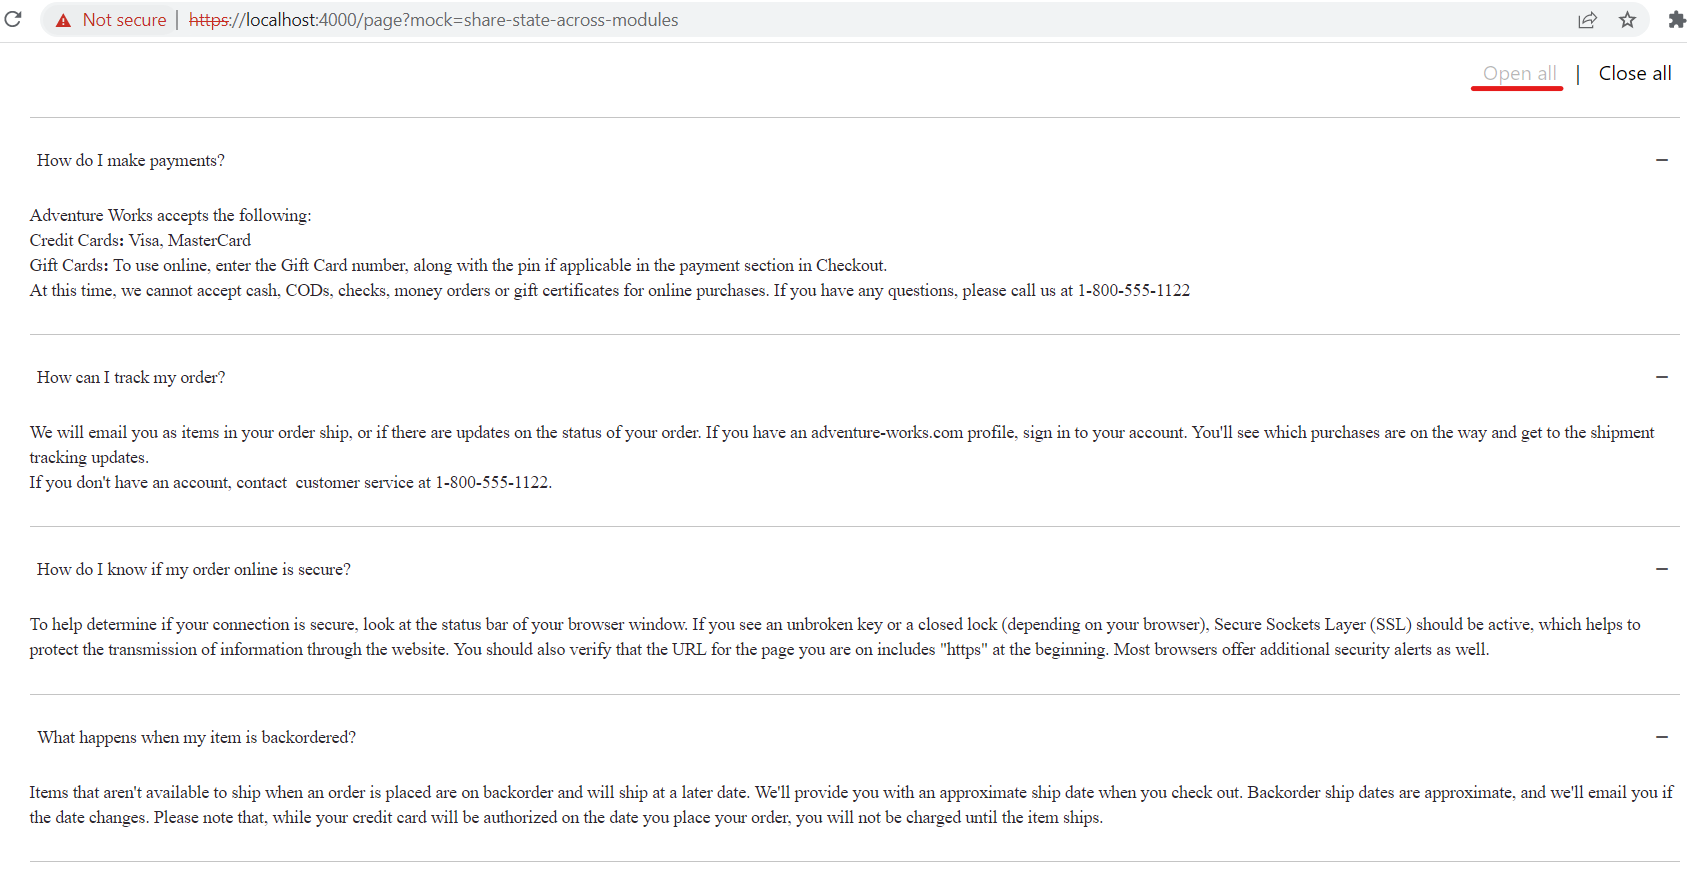 Not secure | https://localhost:4000/page?mock=share-state-across-modules
Open all | Close all
How do I make payments?
Adventure Works accepts the following:
Credit Cards: Visa, MasterCard
Gift Cards: To use online, enter the Gift Card number, along with the pin if applicable in the payment section in Checkout.
At this time, we cannot accept cash, CODs, checks, money orders or gift certificates for online purchases. If you have any questions, please call us at 1-800-555-1122
How can I track my order?
We will email you as items in your order ship, or if there are updates on the status of your order. If you have an adventure-works.com profile, sign in to your account. You'll see which purchases are on the way and get to the shipment
tracking updates.
If you don't have an account, contact  customer service at 1-800-555-1122.
How do I know if my order online is secure?
To help determine if your connection is secure, look at the status bar of your browser window. If you see an unbroken key or a closed lock (depending on your browser), Secure Sockets Layer (SSL) should be active, which helps to
protect the transmission of information through the website. You should also verify that the URL for the page you are on includes "https" at the beginning. Most browsers offer additional security alerts as well.
What happens when my item is backordered?
Items that aren't available to ship when an order is placed are on backorder and will ship at a later date. We'll provide you with an approximate ship date when you check out. Backorder ship dates are approximate, and we'll email you if
the date changes. Please note that, while your credit card will be authorized on the date you place your order, you will not be charged until the item ships.